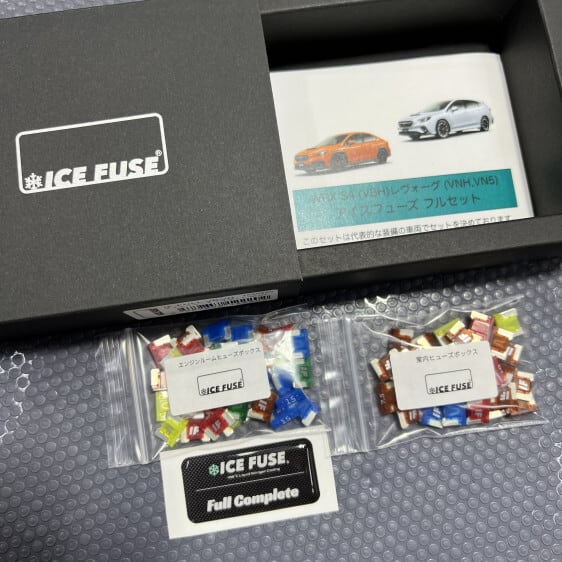 ICE FUSE®
WRX S4 (VBH) レヴォーグ (VNH,VN5)
アイスフューズ フルセット
このセットは代表的な装備の車両でセットを決めております
エンジンルームヒューズボックス
ICE FUSE
室内ヒューズボックス
ICE FUSE
ICE FUSE
Full Complete